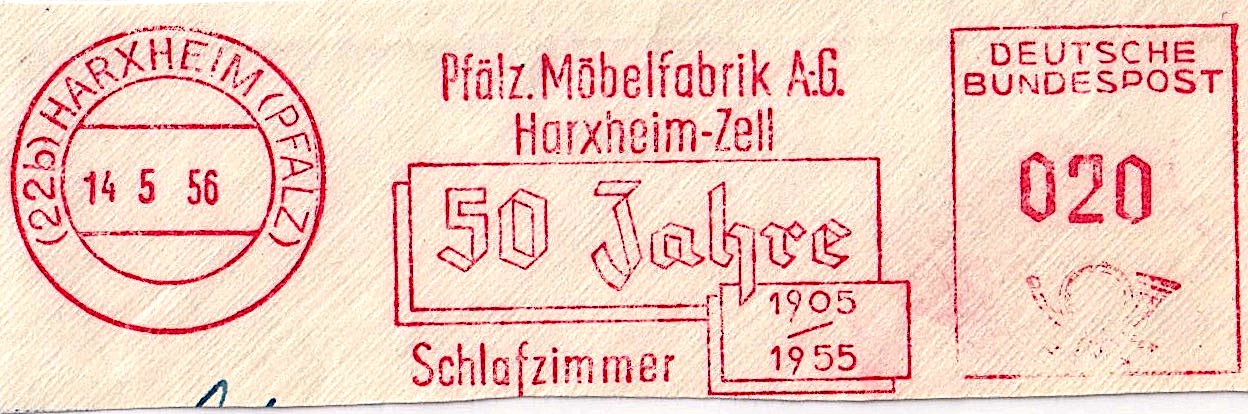 (22b) HARXHEIM (PFALZ)
14 5 56
Pfälz. Möbelfabrik A.G.
Harxheim-Zell
50 Jahre
1905
/
1955
Schlafzimmer
DEUTSCHE
BUNDESPOST
020